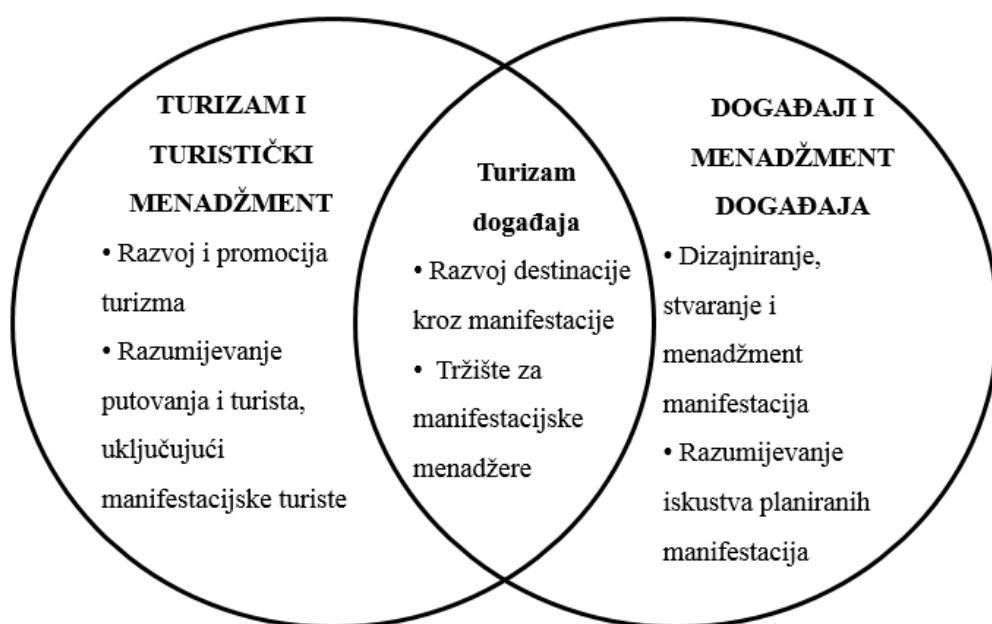 TURIZAM I
TURISTIČKI
MENADŽMENT
• Razvoj i promocija
turizma
• Razumijevanje
putovanja i turista,
uključujući
manifestacijske turiste
Turizam
događaja
• Razvoj destinacije
kroz manifestacije
• Tržište za
manifestacijske
menadžere
DOGAĐAJI I
MENADŽMENT
DOGAĐAJA
• Dizajniranje,
stvaranje i
menadžment
manifestacija
• Razumijevanje
iskustva planiranih
manifestacija